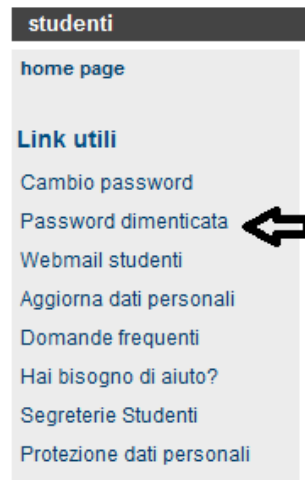 studenti
home page
Link utili
Cambio password
Password dimenticata
Webmail studenti
Aggiorna dati personali
Domande frequenti
Hai bisogno di aiuto?
Segreterie Studenti
Protezione dati personali